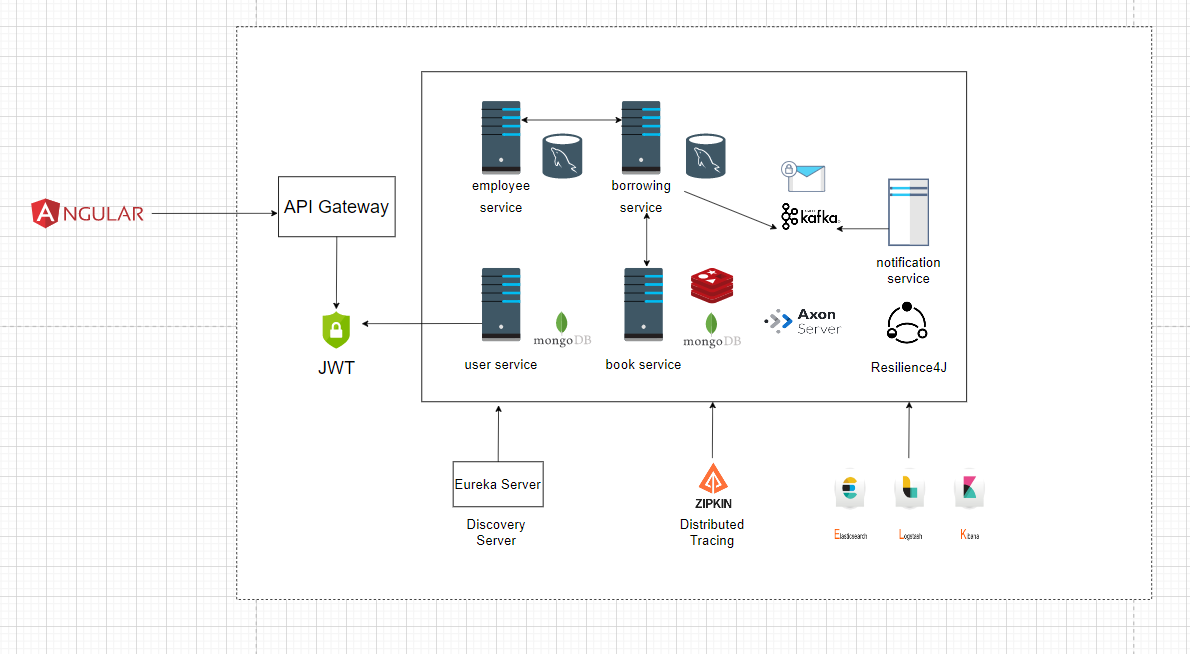 employee
service
borrowing
service
kafka
notification
service
API Gateway
ANGULAR
JWT
user service
mongoDB
book service
mongoDB
Axon
Server
Resilience4J
Eureka Server
Discovery
Server
ZIPKIN
Distributed
Tracing
Elasticsearch
Logstash
Kibana